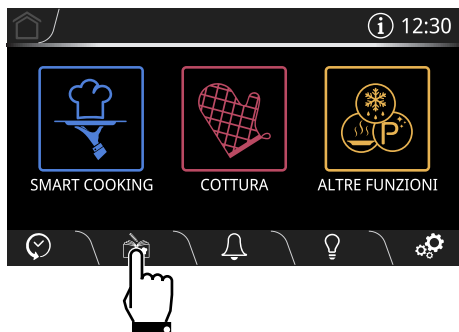 12:30
SMART COOKING
COTTURA
ALTRE FUNZIONI
P